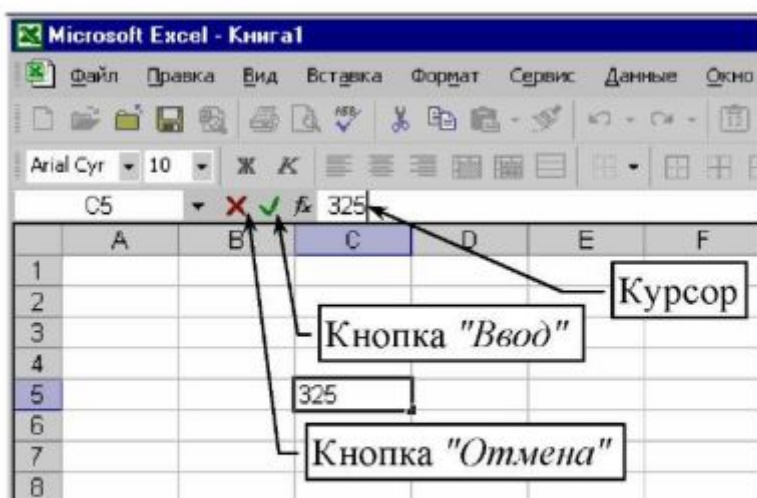 Microsoft Excel - Книга1
Файл Правка Вид Вставка Формат Сервис Данные Окно
Arial Cyr 10 Ж К
C5 fx 325
A B C D E F
1
2
Курсор
3
Кнопка "Ввод"
4
5 325
6
7
Кнопка "Отмена"
8